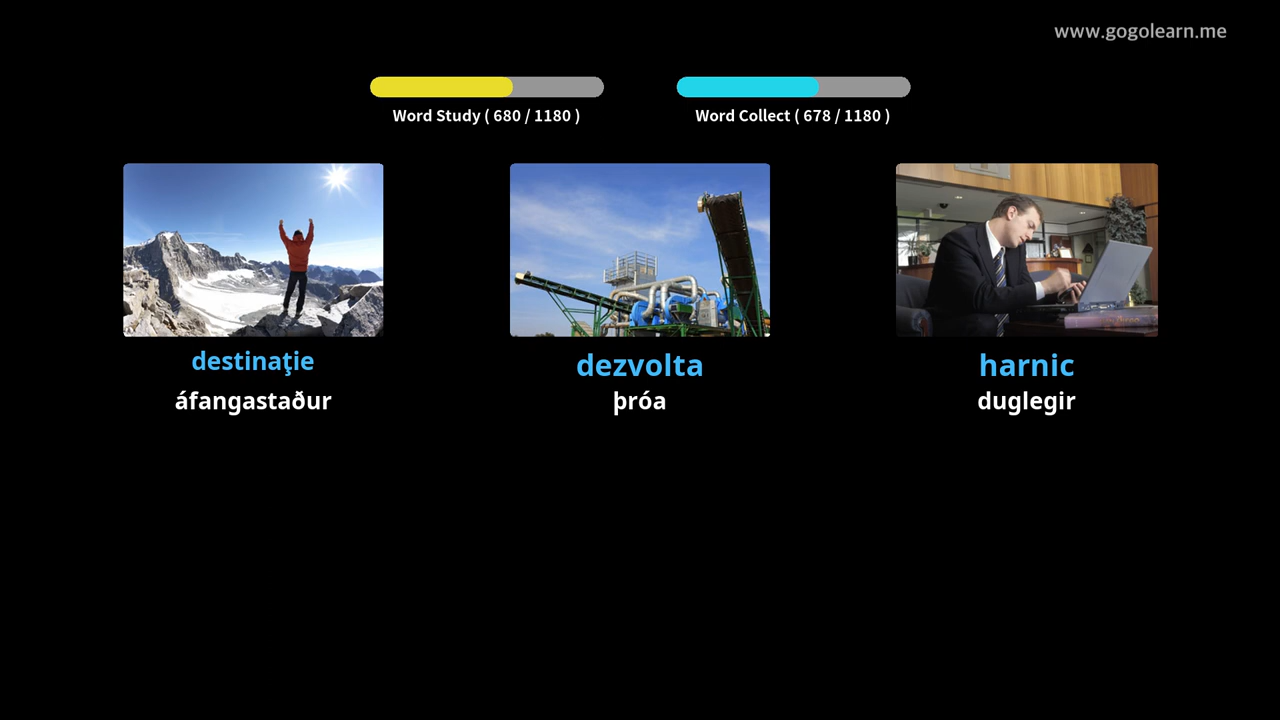 www.gogolearn.me
Word Study ( 680 / 1180 )
Word Collect ( 678 / 1180 )
destinaţie
áfangastaður
dezvolta
þróa
harnic
duglegir